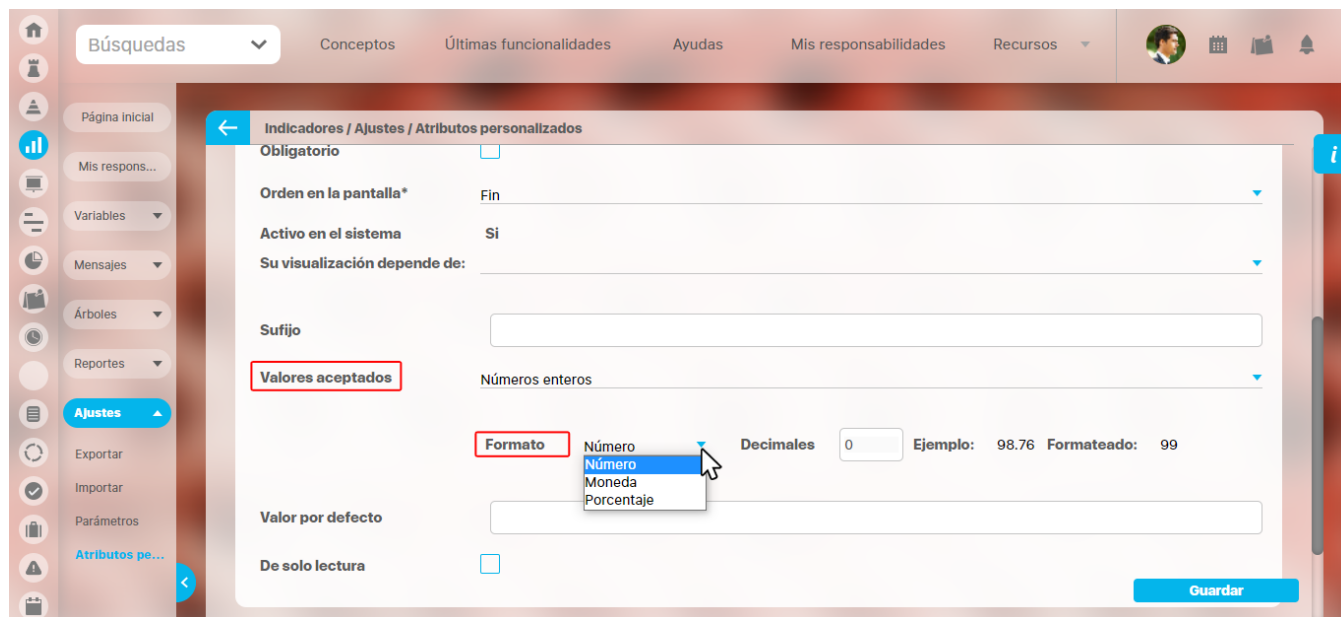 Búsquedas
Conceptos
Últimas funcionalidades
Ayudas
Mis responsabilidades
Recursos
Página inicial
Mis respons...
Variables
Mensajes
Árboles
Reportes
Ajustes
Exportar
Importar
Parámetros
Atributos pe...
Indicadores / Ajustes / Atributos personalizados
i
Obligatorio
Orden en la pantalla* Fin
Activo en el sistema Si
Su visualización depende de:
Sufijo
Valores aceptados Números enteros
Formato Número Decimales 0 Ejemplo: 98.76 Formateado: 99
Número
Moneda
Porcentaje
Valor por defecto
De solo lectura
Guardar